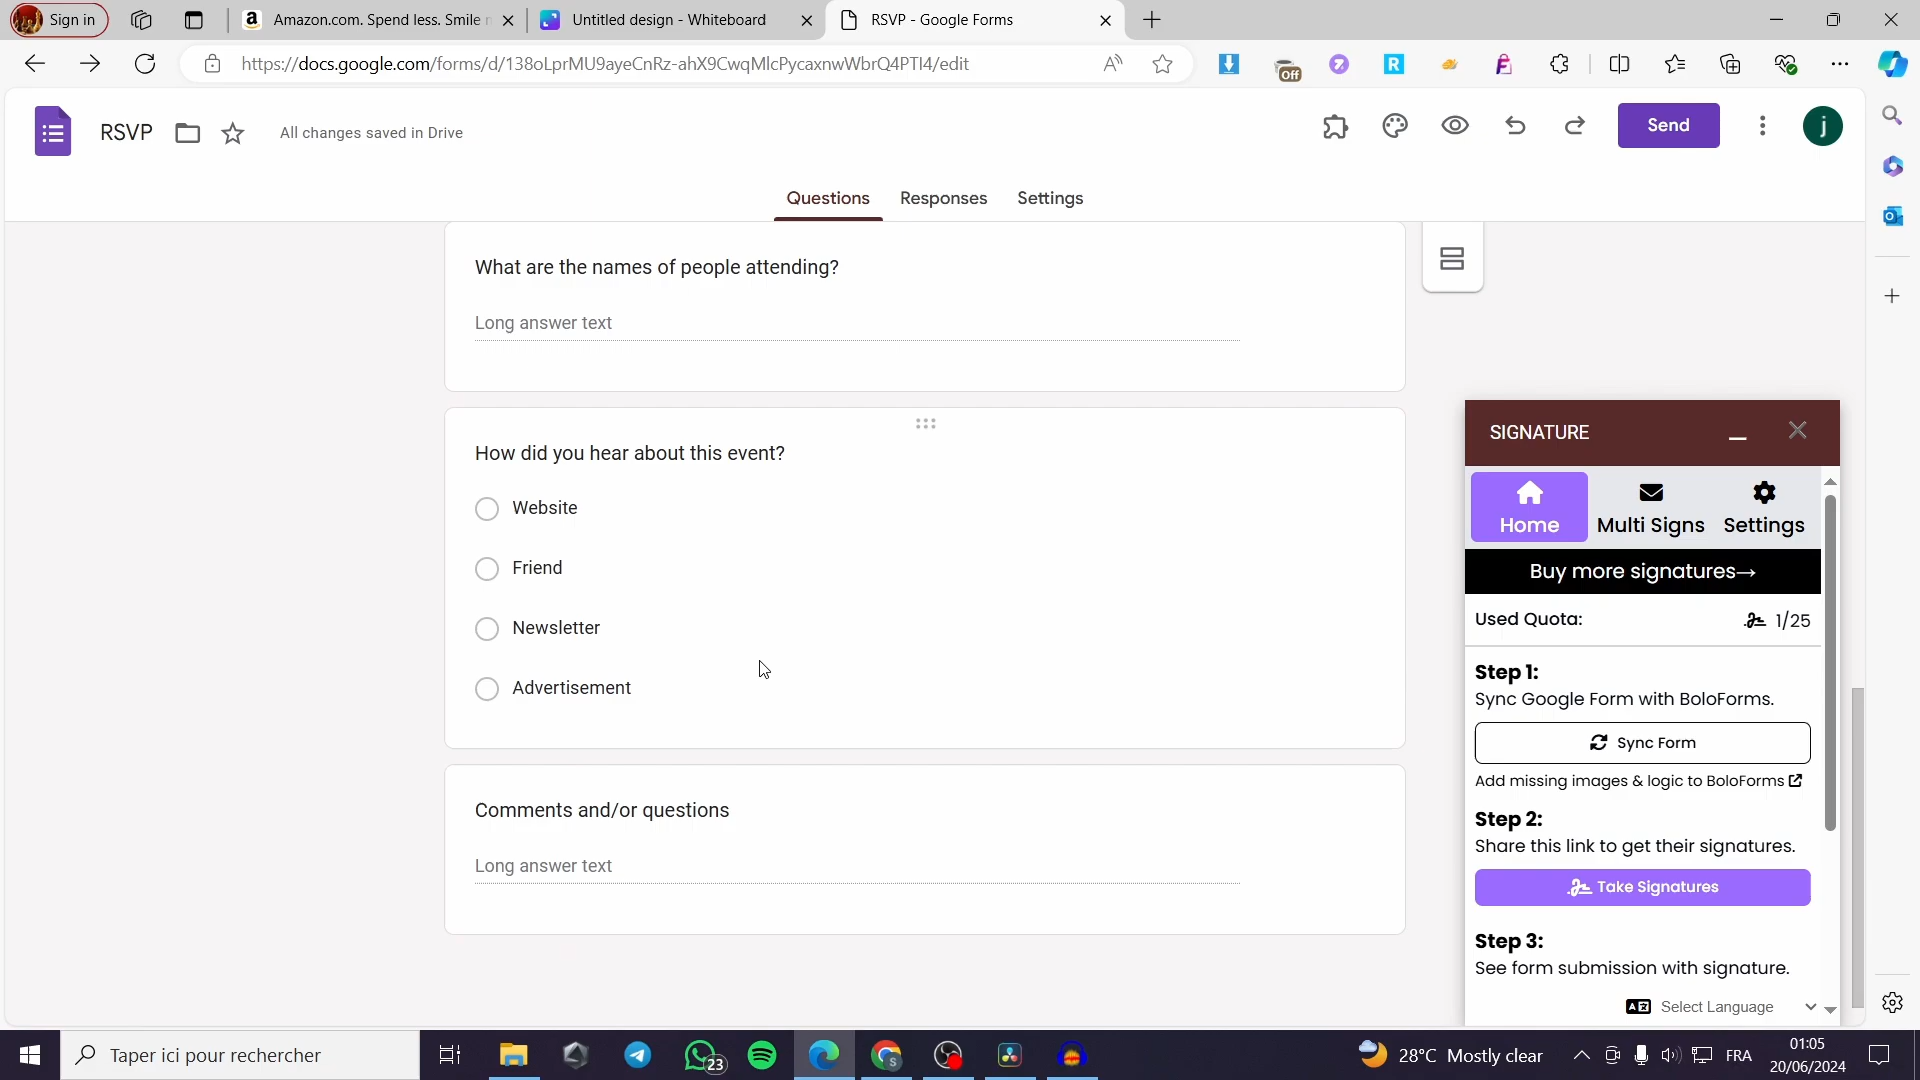 Sign in
Amazon.com. Spend less. Smile
Untitled design - Whiteboard
RSVP - Google Forms
https://docs.google.com/forms/d/138oLprMU9ayeCnRz-ahX9CwqMlcPycaxnwWbrQ4PTI4/edit
Off
RSVP
All changes saved in Drive
Send
j
Questions
Responses
Settings
What are the names of people attending?
Long answer text
How did you hear about this event?
Website
Friend
Newsletter
Advertisement
Comments and/or questions
Long answer text
SIGNATURE
Home
Multi Signs
Settings
Buy more signatures→
Used Quota: 1/25
Step 1:
Sync Google Form with BoloForms.
Sync Form
Add missing images & logic to BoloForms
Step 2:
Share this link to get their signatures.
Take Signatures
Step 3:
See form submission with signature.
Select Language
Taper ici pour rechercher
23
28°C Mostly clear
FRA
01:05
20/06/2024